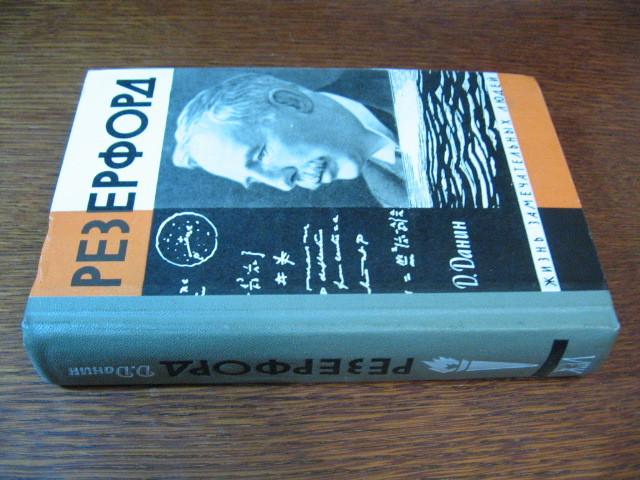 РЕЗЕРФОРД
Д. Данин
ЖИЗНЬ ЗАМЕЧАТЕЛЬНЫХ ЛЮДЕЙ
Д. Данин
РЕЗЕРФОРД